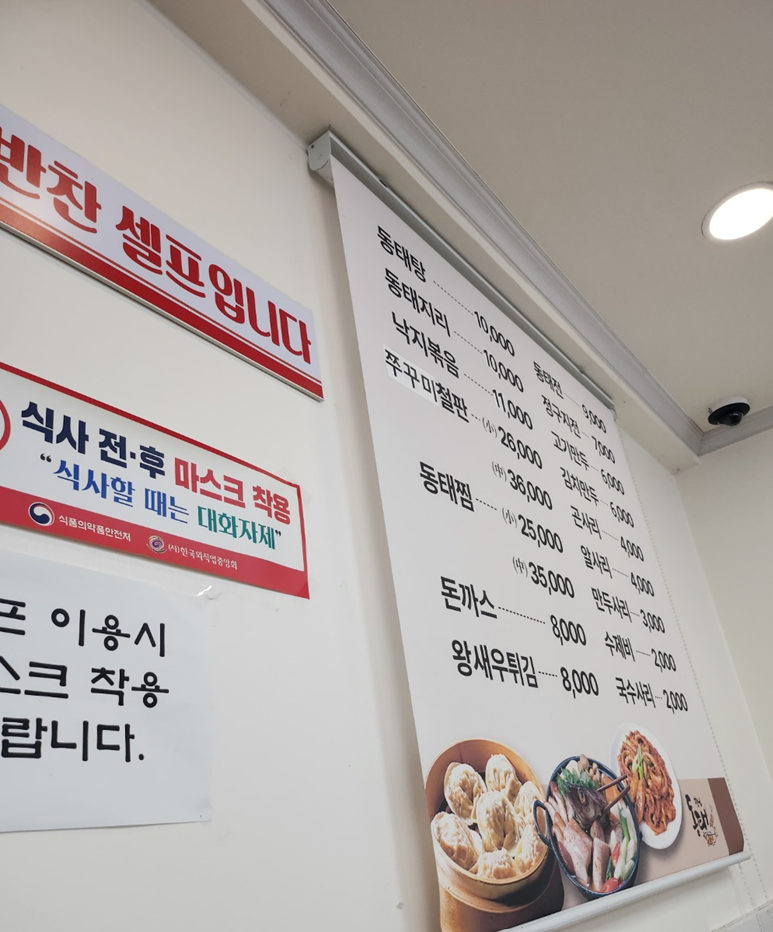 반찬 셀프입니다
식사 전·후 마스크 착용
“식사할 때는 대화자제”
식품의약품안전처 (사)한국외식업중앙회
프 이용시
스크 착용
랍니다.
동태탕 ........ 10,000
동태지리 ..... 10,000
낙지볶음 ..... 11,000
쭈꾸미철판 ... (小) 26,000
(中) 36,000
동태찜 ........ (小) 25,000
(中) 35,000
돈까스 ........ 8,000
왕새우튀김 .... 8,000
동태전 ... 9,000
정구지전 ... 7,000
고기만두 ... 6,000
김치만두 ... 6,000
곤사리 ... 4,000
알사리 ... 4,000
만두사리 ... 3,000
수제비 ... 2,000
국수사리 ... 2,000